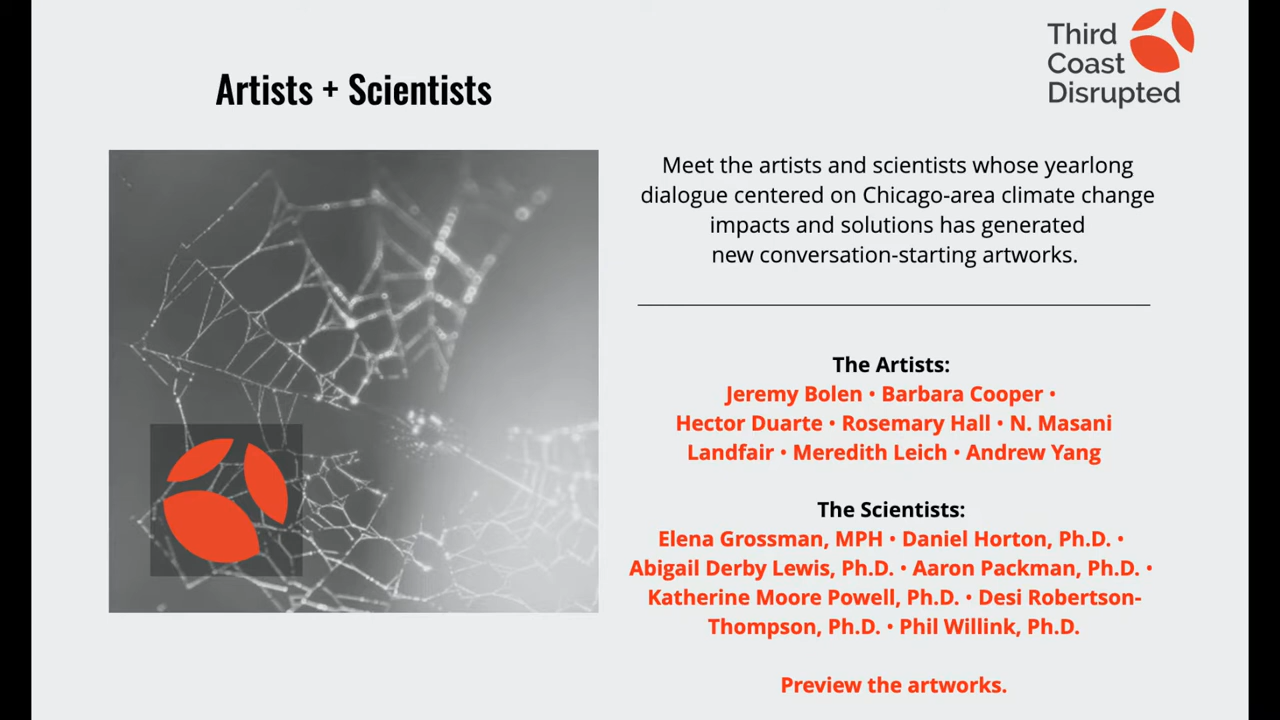 Third
Coast
Disrupted
Artists + Scientists
Meet the artists and scientists whose yearlong
dialogue centered on Chicago-area climate change
impacts and solutions has generated
new conversation-starting artworks.
The Artists:
Jeremy Bolen • Barbara Cooper •
Hector Duarte • Rosemary Hall • N. Masani
Landfair • Meredith Leich • Andrew Yang
The Scientists:
Elena Grossman, MPH • Daniel Horton, Ph.D. •
Abigail Derby Lewis, Ph.D. • Aaron Packman, Ph.D. •
Katherine Moore Powell, Ph.D. • Desi Robertson-
Thompson, Ph.D. • Phil Willink, Ph.D.
Preview the artworks.